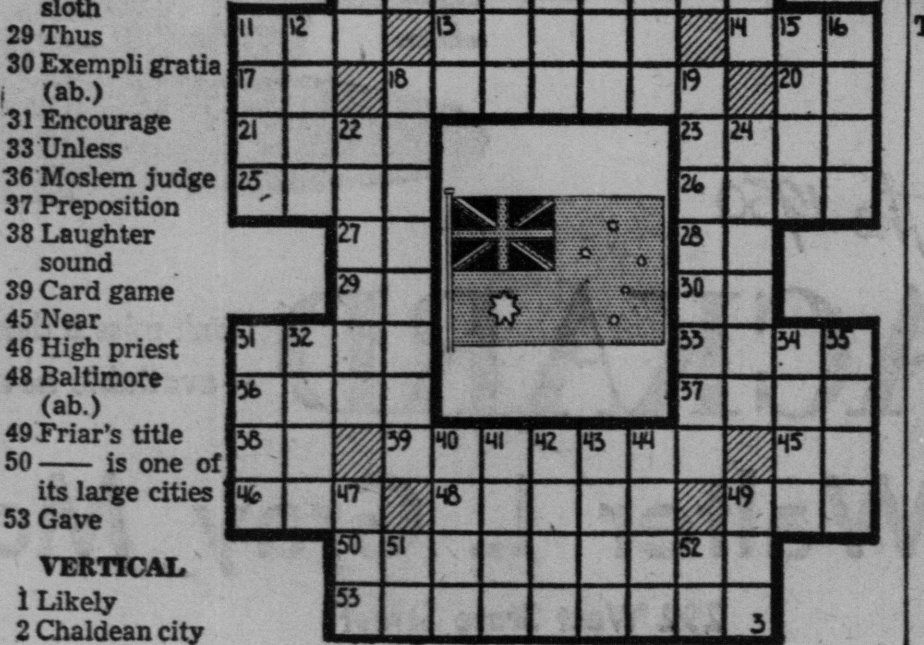 sloth
29 Thus
30 Exempli gratia
(ab.)
31 Encourage
33 Unless
36 Moslem judge
37 Preposition
38 Laughter
sound
39 Card game
45 Near
46 High priest
48 Baltimore
(ab.)
49 Friar's title
50 —— is one of
its large cities
53 Gave
VERTICAL
1 Likely
2 Chaldean city
11 12 13 14 15 16
17 18 19 20
21 22 23 24
25 26
27 28
29 30
31 32 33 34 35
36 37
38 39 40 41 42 43 44 45
46 47 48 49
50 51 52
53 3